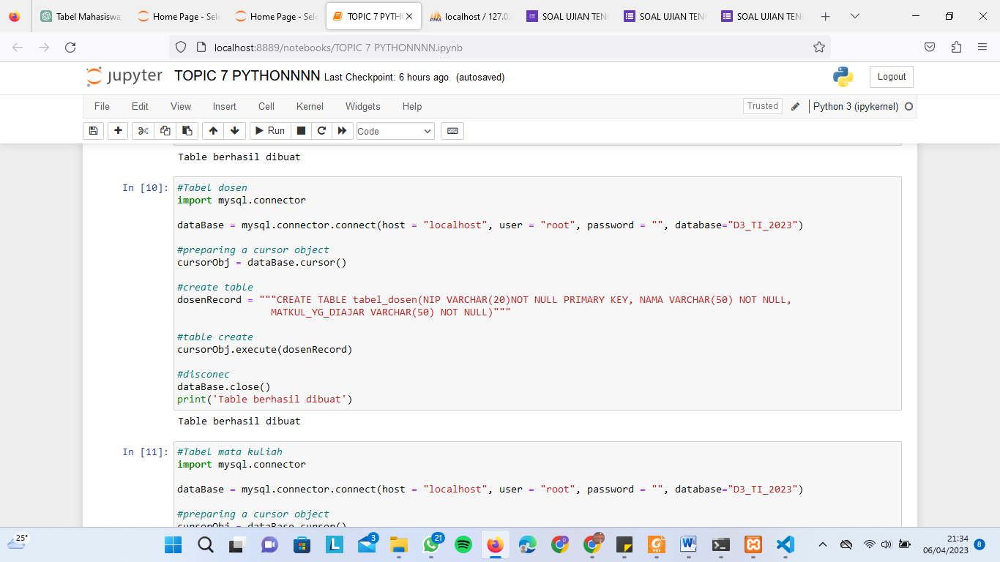 Tabel Mahasiswa
Home Page - Sele
Home Page - Sele
TOPIC 7 PYTHO
localhost / 127.0.
SOAL UJIAN TEN
SOAL UJIAN TEN
SOAL UJIAN TEN
localhost:8889/notebooks/TOPIC 7 PYTHONNNN.ipynb
jupyter TOPIC 7 PYTHONNNN Last Checkpoint: 6 hours ago (autosaved)
Logout
File Edit View Insert Cell Kernel Widgets Help
Trusted
Python 3 (ipykernel)
Run
Code
Table berhasil dibuat
In [10]:
#Tabel dosen
import mysql.connector
dataBase = mysql.connector.connect(host = "localhost", user = "root", password = "", database="D3_TI_2023")
#preparing a cursor object
cursorObj = dataBase.cursor()
#create table
dosenRecord = """CREATE TABLE tabel_dosen(NIP VARCHAR(20)NOT NULL PRIMARY KEY, NAMA VARCHAR(50) NOT NULL,
MATKUL_YG_DIAJAR VARCHAR(50) NOT NULL)"""
#table create
cursorObj.execute(dosenRecord)
#disconec
dataBase.close()
print('Table berhasil dibuat')
Table berhasil dibuat
In [11]:
#Tabel mata kuliah
import mysql.connector
dataBase = mysql.connector.connect(host = "localhost", user = "root", password = "", database="D3_TI_2023")
#preparing a cursor object
cursorObj = dataBase.cursor()
25°
3
21
21:34
06/04/2023
8